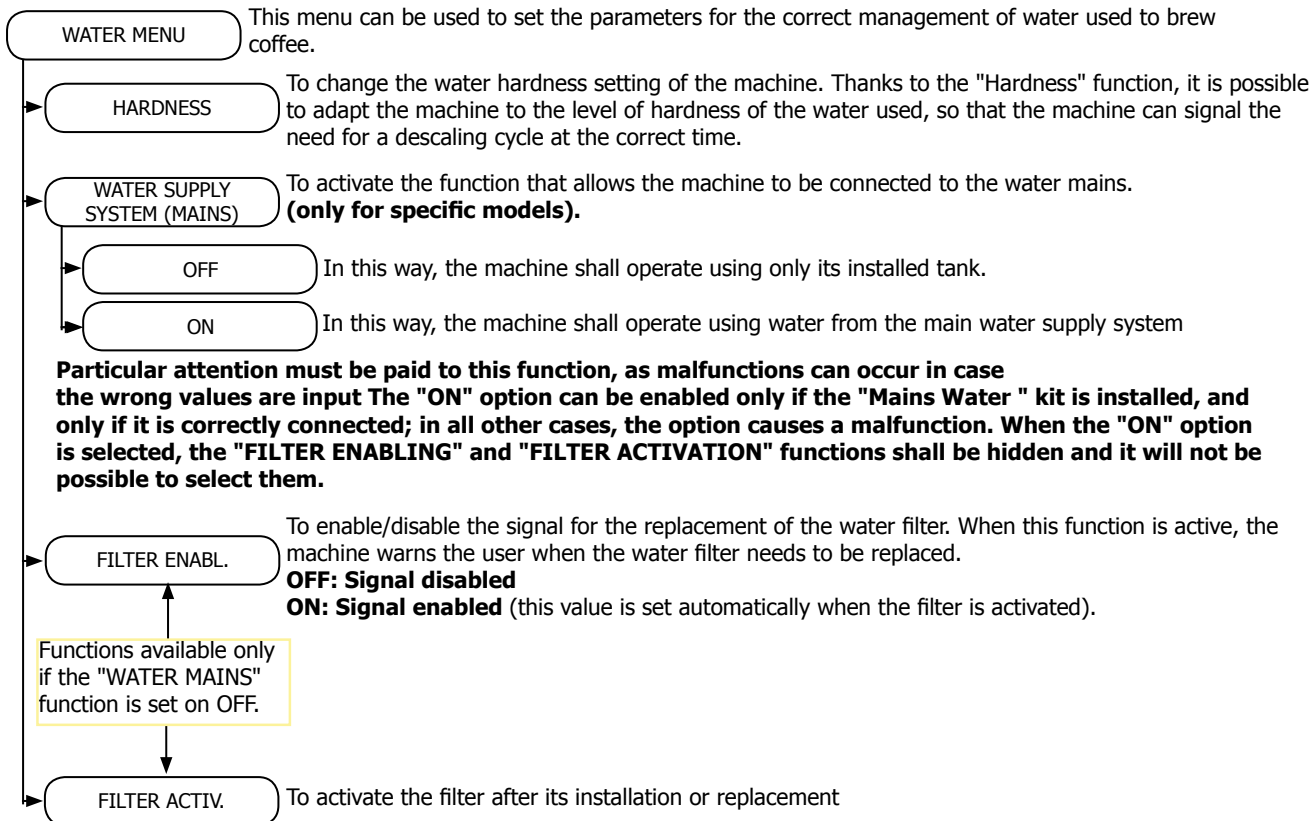 WATER MENU
This menu can be used to set the parameters for the correct management of water used to brew
coffee.
HARDNESS
To change the water hardness setting of the machine. Thanks to the "Hardness" function, it is possible
to adapt the machine to the level of hardness of the water used, so that the machine can signal the
need for a descaling cycle at the correct time.
WATER SUPPLY
SYSTEM (MAINS)
To activate the function that allows the machine to be connected to the water mains.
(only for specific models).
OFF
In this way, the machine shall operate using only its installed tank.
ON
In this way, the machine shall operate using water from the main water supply system
Particular attention must be paid to this function, as malfunctions can occur in case
the wrong values are input The "ON" option can be enabled only if the "Mains Water " kit is installed, and
only if it is correctly connected; in all other cases, the option causes a malfunction. When the "ON" option
is selected, the "FILTER ENABLING" and "FILTER ACTIVATION" functions shall be hidden and it will not be
possible to select them.
FILTER ENABL.
To enable/disable the signal for the replacement of the water filter. When this function is active, the
machine warns the user when the water filter needs to be replaced.
OFF: Signal disabled
ON: Signal enabled (this value is set automatically when the filter is activated).
Functions available only
if the "WATER MAINS"
function is set on OFF.
FILTER ACTIV.
To activate the filter after its installation or replacement